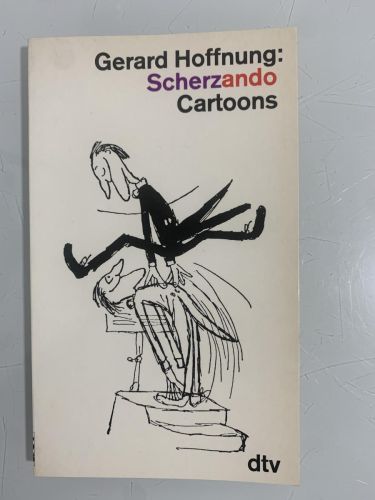 Gerard Hoffnung:
Scherzando
Cartoons
dtv